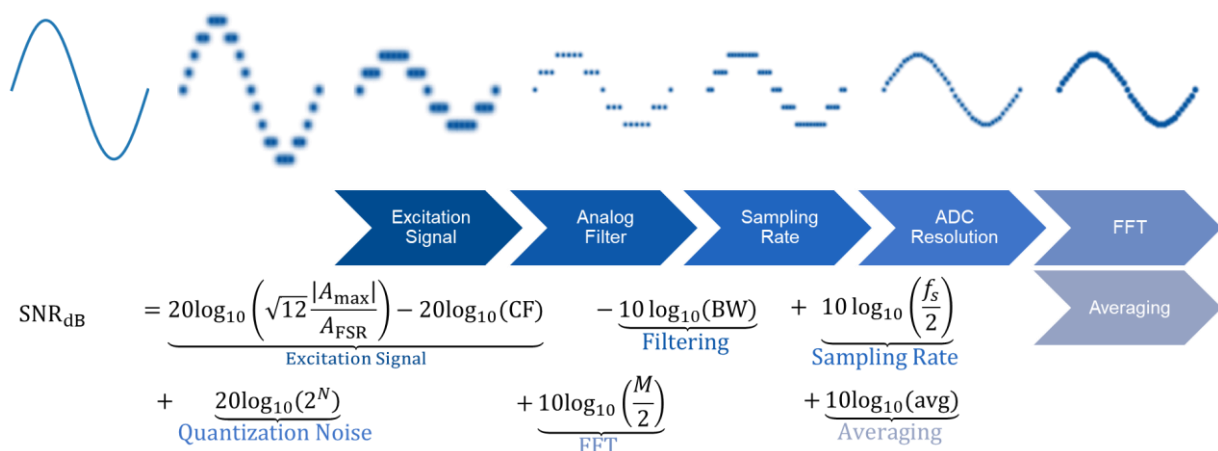 Excitation
Signal
Analog
Filter
Sampling
Rate
ADC
Resolution
FFT
Averaging
SNR_dB = 20log₁₀(√12 |A_max|/A_FSR) − 20log₁₀(CF) − 10 log₁₀(BW) + 10 log₁₀(f_s/2)
Excitation Signal
Filtering
Sampling Rate
+ 20log₁₀(2^N) + 10log₁₀(M/2) + 10log₁₀(avg)
Quantization Noise
FFT
Averaging